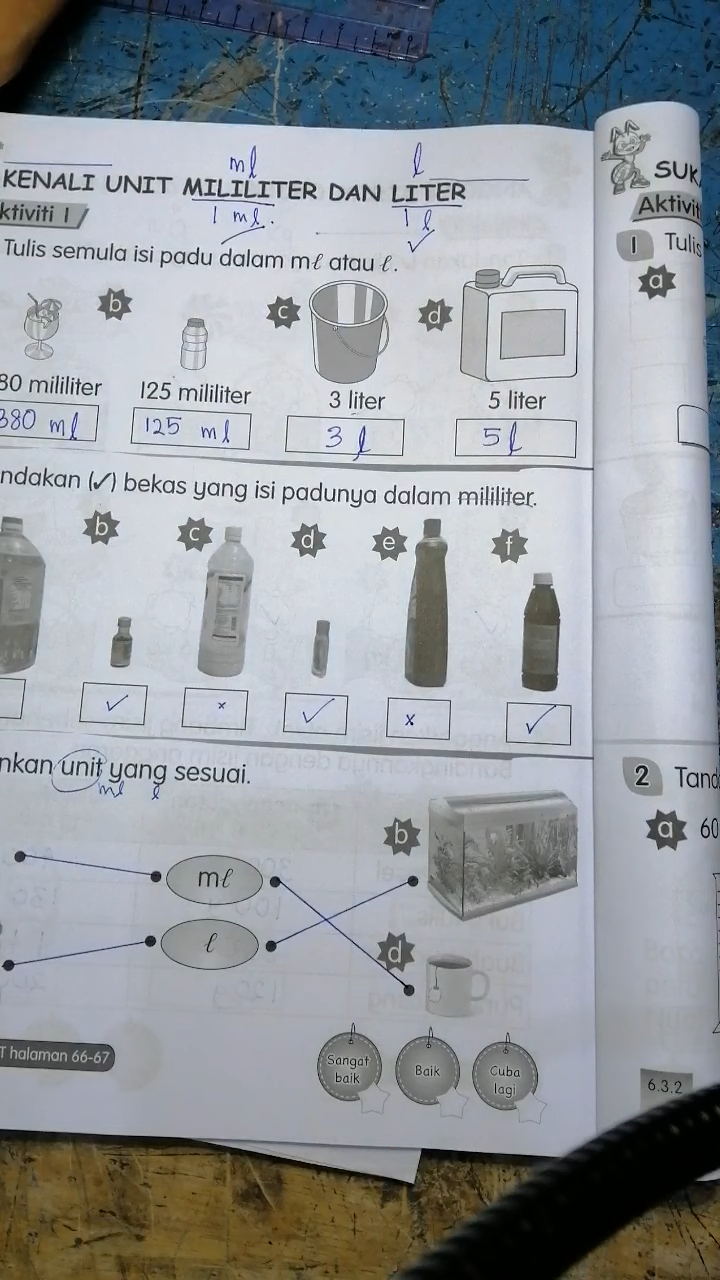 ml l
KENALI UNIT MILILITER DAN LITER
1 ml. 1 l
ktiviti 1
Tulis semula isi padu dalam mℓ atau ℓ.
b c d
80 mililiter 125 mililiter 3 liter 5 liter
380 ml 125 ml 3 l 5 l
ndakan (✓) bekas yang isi padunya dalam mililiter.
b c d e f
✓ x ✓ x ✓
nkan unit yang sesuai.
ml l
b
mℓ
ℓ
d
T halaman 66-67
Sangat baik
Baik
Cuba lagi
SUK
Aktivit
1 Tulis
a
2 Tand
a 60
6.3.2